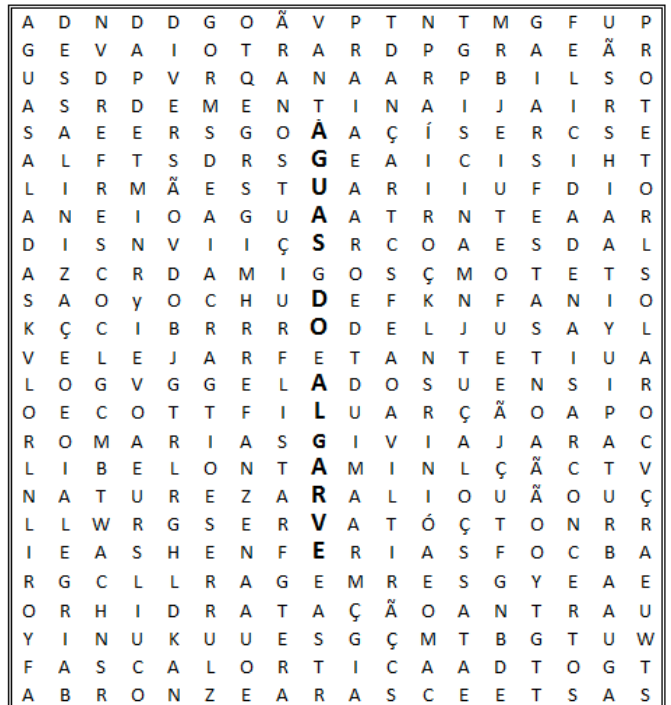 A D N D D G O Ã V P T N T M G F U P
G E V A I O T R A R D P G R A E Ã R
U S D P V R Q A N A A R P B I L S O
A S R D E M E N T I N A I J A I R T
S A E E R S G O Á A Ç Í S E R C S E
A L F T S D R S G E A I C I S I H T
L I R M Ã E S T U A R I I U F D I O
A N E I O A G U A A T R N T E A A R
D I S N V I I Ç S R C O A E S D A L
A Z C R D A M I G O S Ç M O T E T S
S A O y O C H U D E F K N F A N I O
K Ç C I B R R R O D E L J U S A Y L
V E L E J A R F E T A N T E T I U A
L O G V G G E L A D O S U E N S I R
O E C O T T F I L U A R Ç Ã O A P O
R O M A R I A S G I V I A J A R A C
L I B E L O N T A M I N L Ç Ã C T V
N A T U R E Z A R A L I O U Ã O U Ç
L L W R G S E R V A T Ó Ç T O N R R
I E A S H E N F E R I A S F O C B A
R G C L L R A G E M R E S G Y E A E
O R H I D R A T A Ç Ã O A N T R A U
Y I N U K U U E S G Ç M T B G T U W
F A S C A L O R T I C A A D T O G T
A B R O N Z E A R A S C E E T S A S